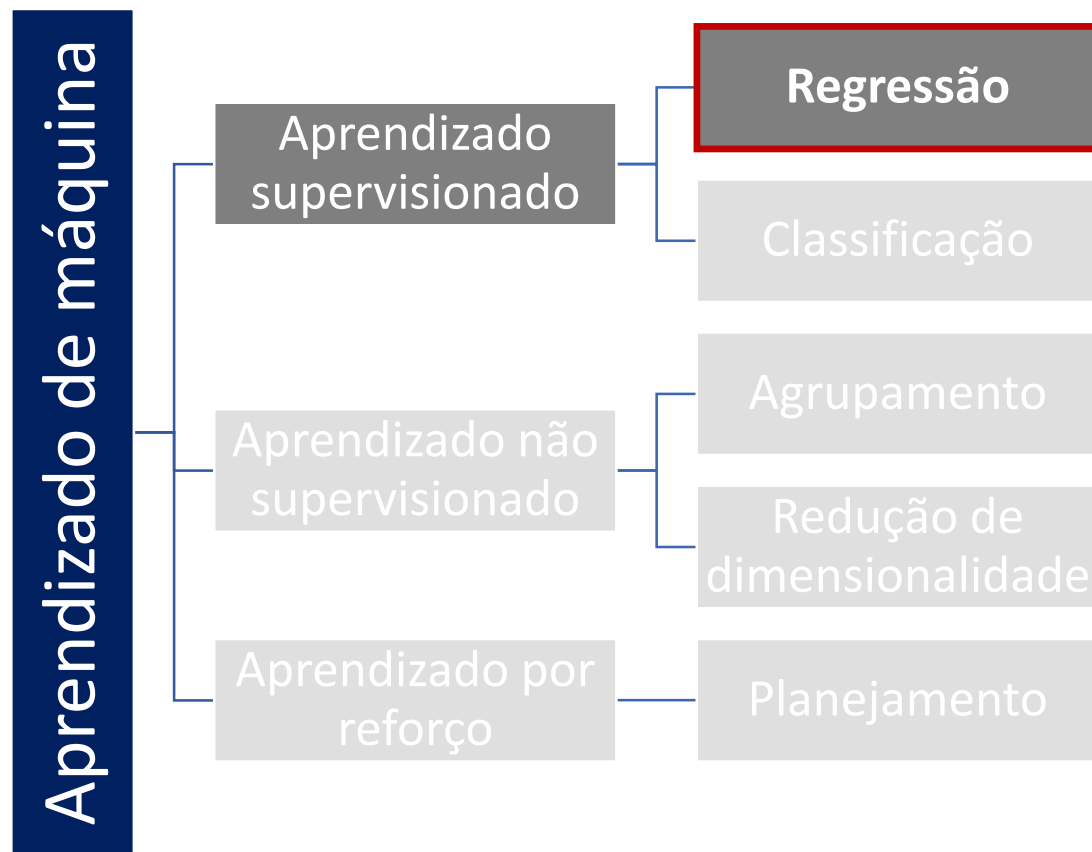 Aprendizado de máquina
Aprendizado
supervisionado
Regressão
Classificação
Aprendizado não
supervisionado
Agrupamento
Redução de
dimensionalidade
Aprendizado por
reforço
Planejamento